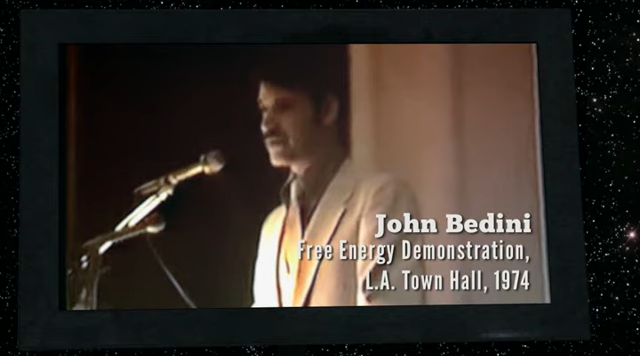 John Bedini
Free Energy Demonstration,
L.A. Town Hall, 1974